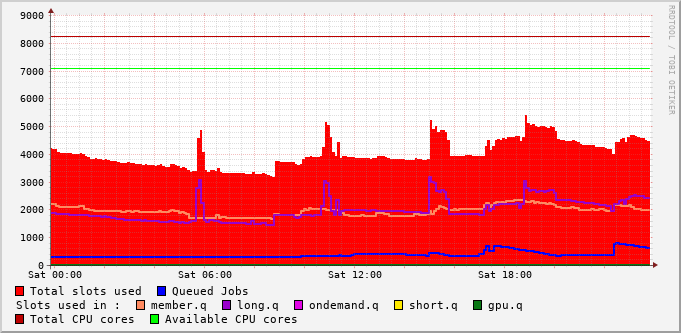 9000
8000
7000
6000
5000
4000
3000
2000
1000
0
Sat 00:00 Sat 06:00 Sat 12:00 Sat 18:00
Total slots used Queued Jobs
Slots used in : member.q long.q ondemand.q short.q gpu.q
Total CPU cores Available CPU cores
RRDTOOL / TOBI OETIKER